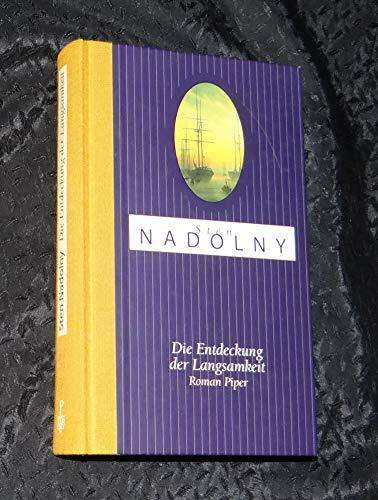 Sten
NADOLNY
Die Entdeckung
der Langsamkeit
Roman Piper
Sten Nadolny Die Entdeckung der Langsamkeit